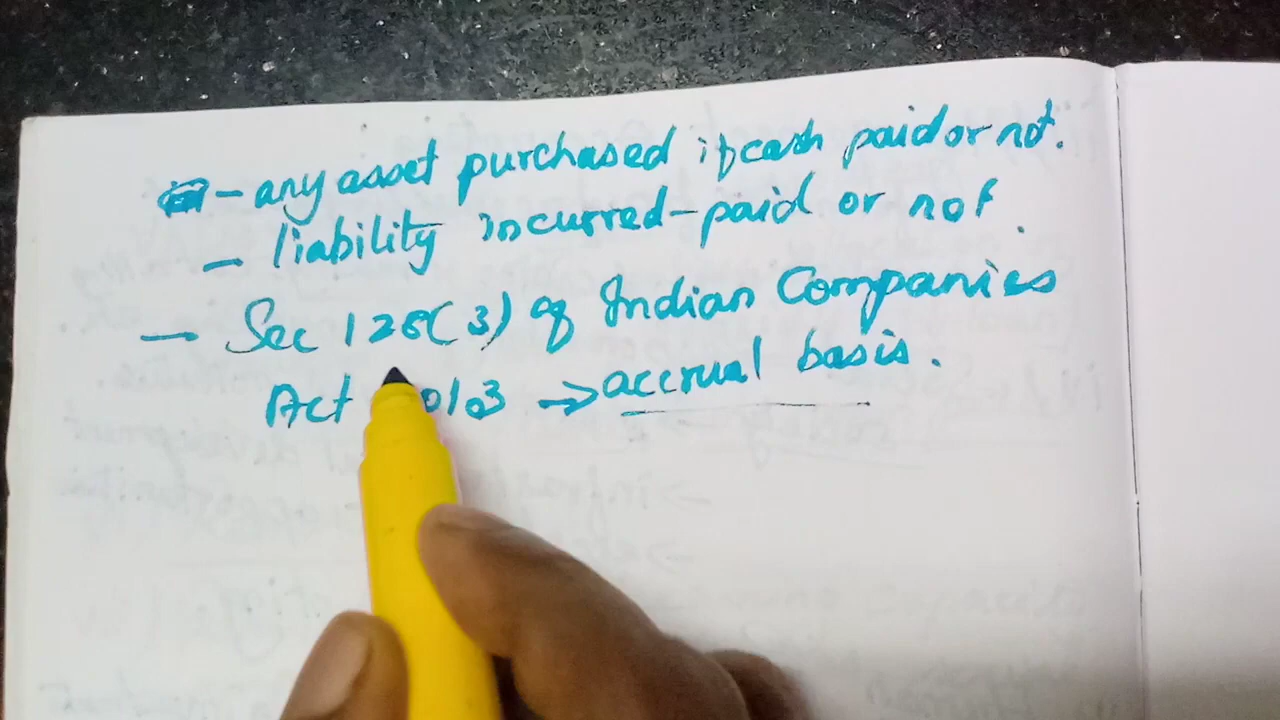 - any asset purchased if cash paid or not.
- liability incurred - paid or not.
- Sec 128(3) of Indian Companies
Act 2013 → accrual basis.